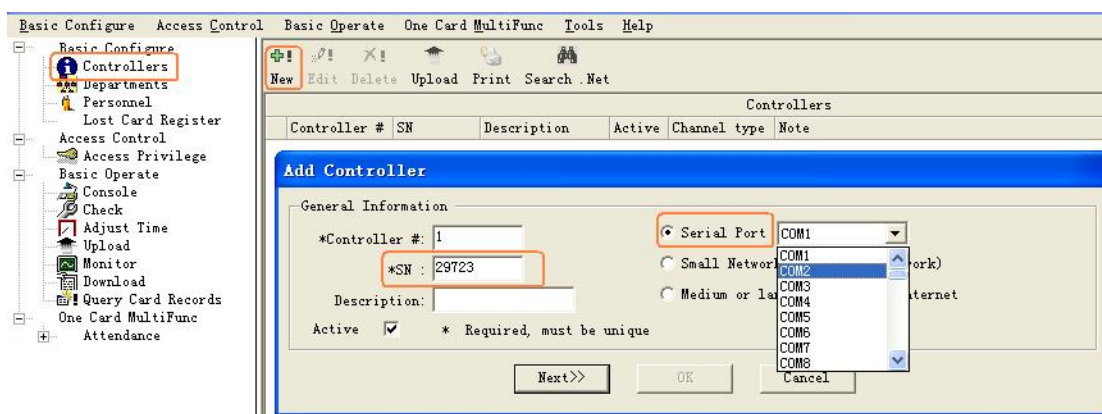 Basic Configure Access Control Basic Operate One Card MultiFunc Tools Help
Basic Configure
Controllers
Departments
Personnel
Lost Card Register
Access Control
Access Privilege
Basic Operate
Console
Check
Adjust Time
Upload
Monitor
Download
Query Card Records
One Card MultiFunc
Attendance
New Edit Delete Upload Print Search .Net
Controllers
Controller # SN Description Active Channel type Note
Add Controller
General Information
*Controller #: 1
*SN : 29723
Description:
Active * Required, must be unique
Serial Port COM1
Small
Medium or
COM1
COM2
COM3
COM4
COM5
COM6
COM7
COM8
Next>> OK Cancel